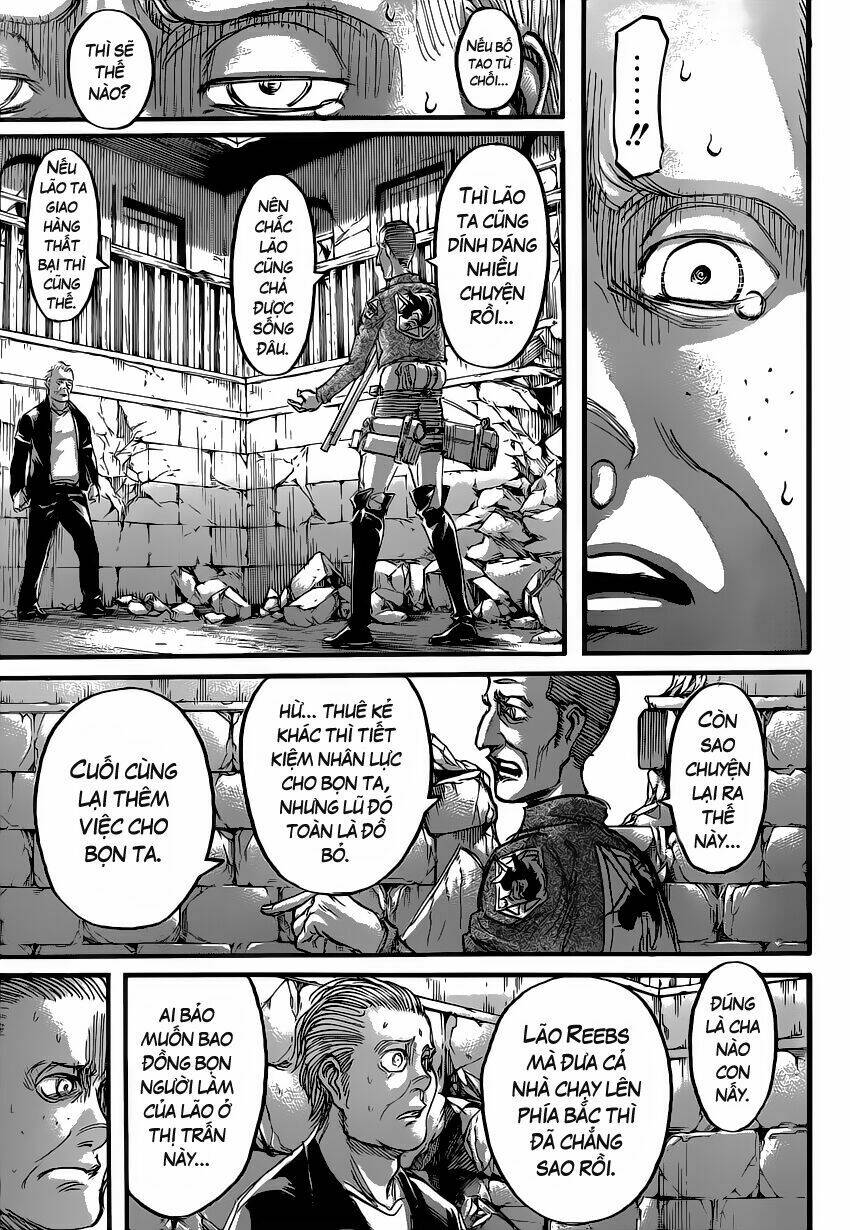 ......!!
NẾU BỐ
TAO TỪ
CHỐI...
THÌ SẼ
THẾ
NÀO?
THÌ LÃO
TA CŨNG
DÍNH DÁNG
NHIỀU
CHUYỆN
RỒI...
NÊN
CHẮC LÃO
CŨNG
CHẢ
ĐƯỢC
SỐNG
ĐÂU.
NẾU
LÃO TA
GIAO
HÀNG
THẤT
BẠI THÌ
CŨNG
THẾ.
CÒN
SAO
CHUYỆN
LẠI RA
THẾ
NÀY...
HỪ... THUÊ KẺ
KHÁC THÌ TIẾT
KIỆM NHÂN LỰC
CHO BỌN TA,
NHƯNG LŨ ĐÓ
TOÀN LÀ ĐỒ
BỎ.
CUỐI CÙNG
LẠI THÊM
VIỆC CHO
BỌN TA.
ĐÚNG
LÀ CHA
NÀO
CON
NẤY.
LÃO REEBS
MÀ ĐƯA CẢ
NHÀ CHẠY LÊN
PHÍA BẮC THÌ
ĐÃ CHẲNG
SAO RỒI.
AI BẢO
MUỐN BAO
ĐỒNG BỌN
NGƯỜI LÀM
CỦA LÃO Ở
THỊ TRẤN
NÀY...